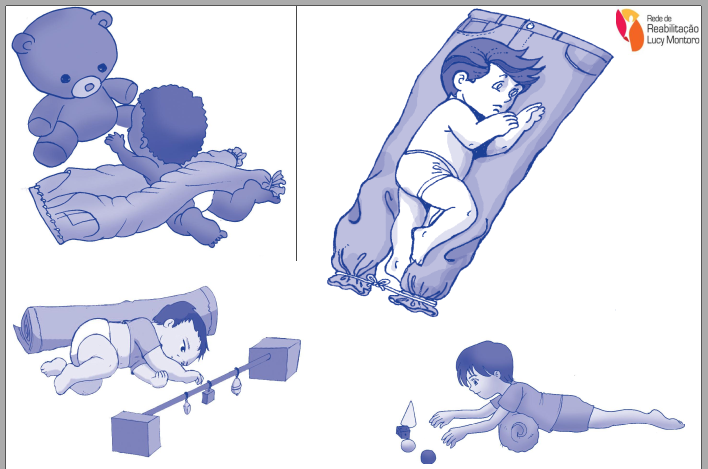 Rede de
Reabilitação
Lucy Montoro